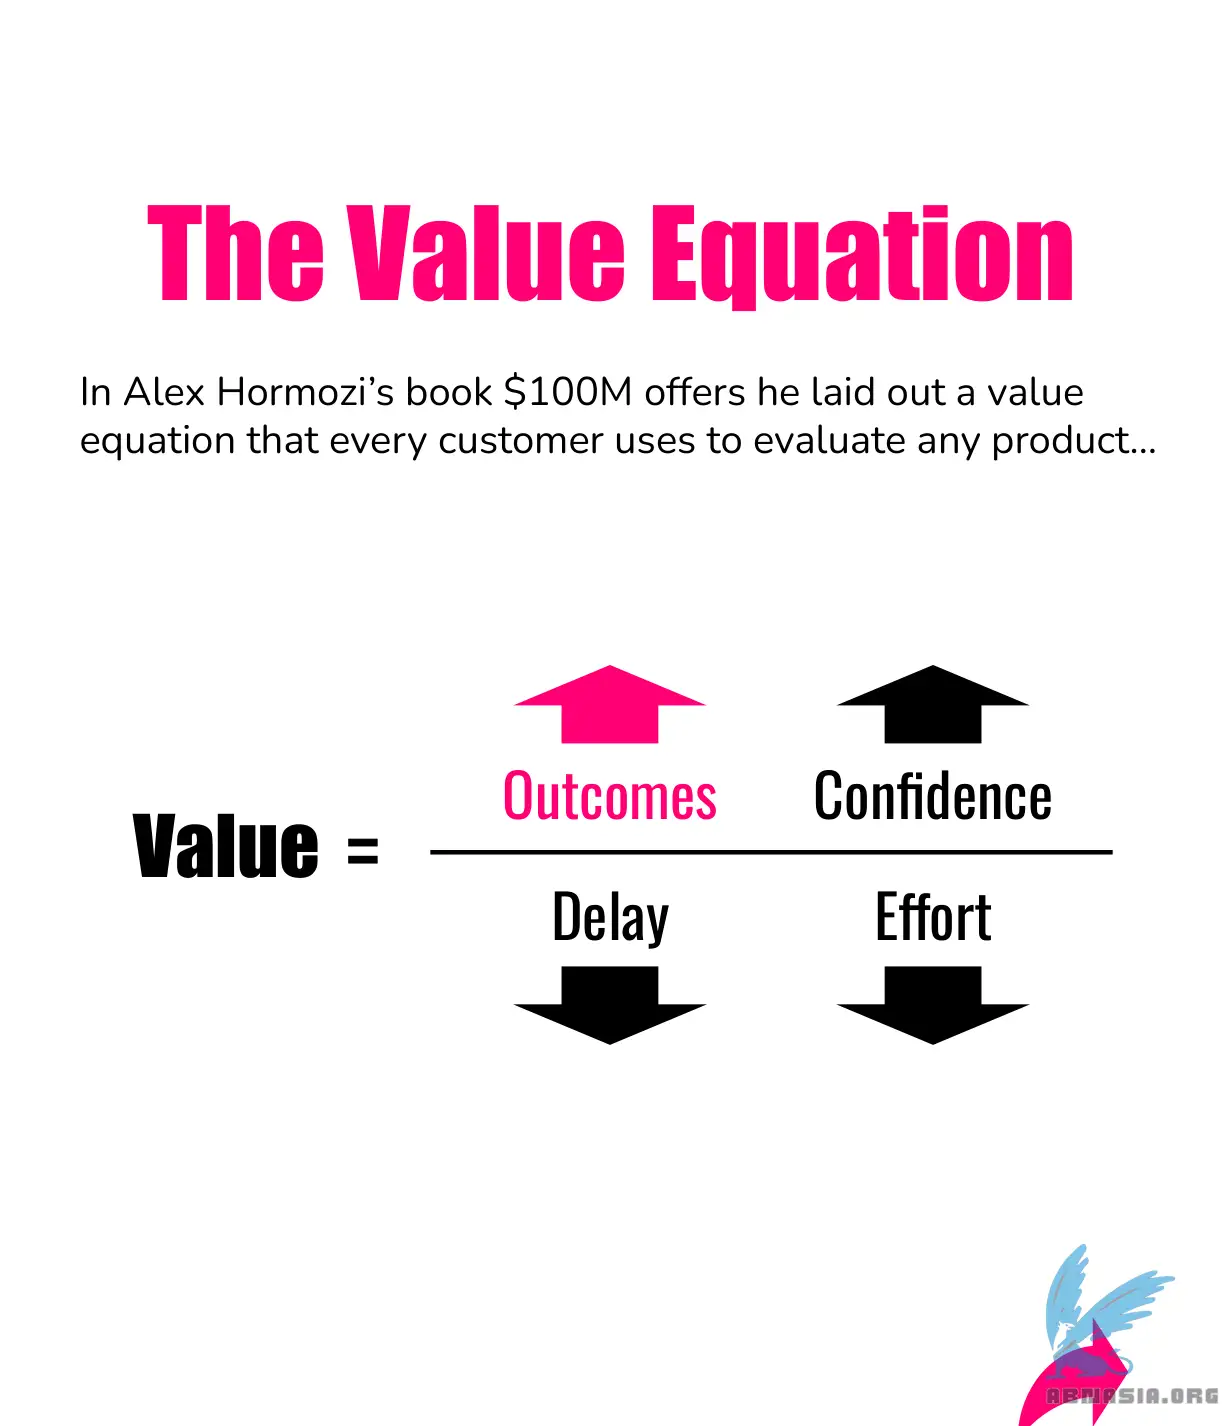 The Value Equation
In Alex Hormozi’s book $100M offers he laid out a value
equation that every customer uses to evaluate any product...
Outcomes Confidence
Value =
Delay Effort
ABNASIA.ORG